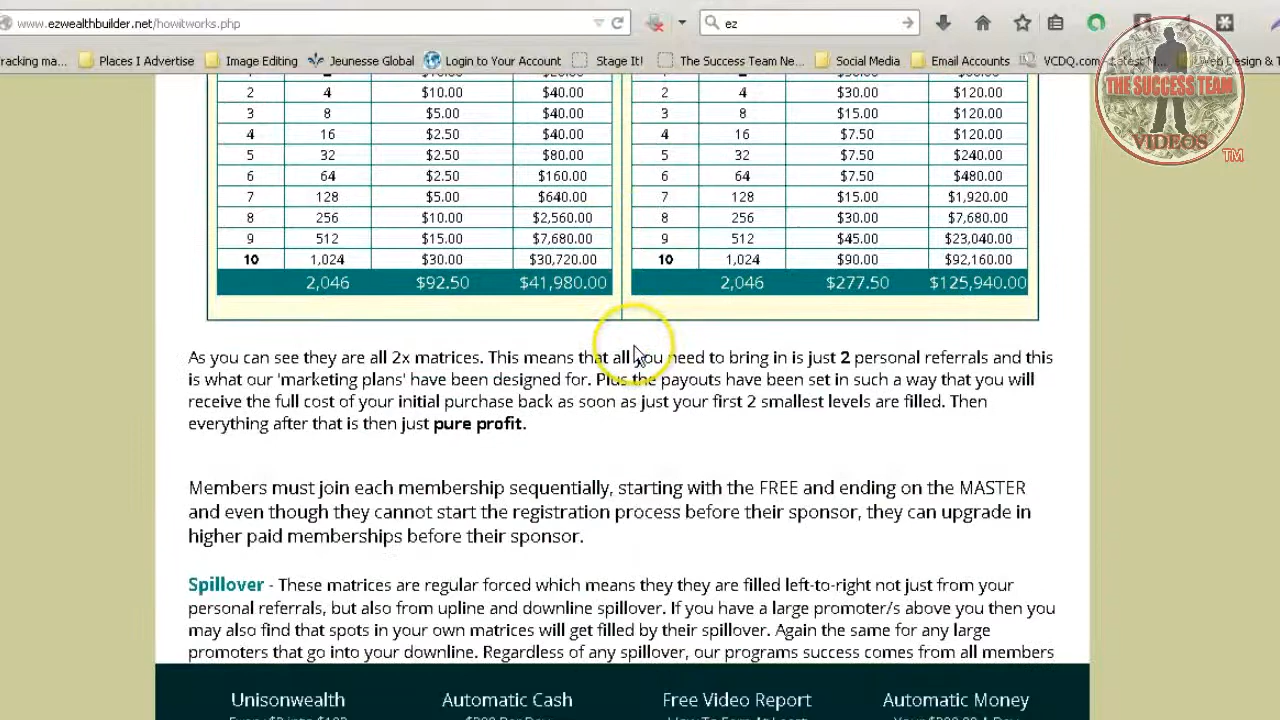 www.ezwealthbuilder.net/howitworks.php
ez
racking ma... Places I Advertise Image Editing Jeunesse Global Login to Your Account Stage It! The Success Team Ne... Social Media Email Accounts VCDQ.com
THE SUCCESS TEAM
VIDEOS
TM
2 4 $10.00 $40.00 2 4 $30.00 $120.00
3 8 $5.00 $40.00 3 8 $15.00 $120.00
4 16 $2.50 $40.00 4 16 $7.50 $120.00
5 32 $2.50 $80.00 5 32 $7.50 $240.00
6 64 $2.50 $160.00 6 64 $7.50 $480.00
7 128 $5.00 $640.00 7 128 $15.00 $1,920.00
8 256 $10.00 $2,560.00 8 256 $30.00 $7,680.00
9 512 $15.00 $7,680.00 9 512 $45.00 $23,040.00
10 1,024 $30.00 $30,720.00 10 1,024 $90.00 $92,160.00
2,046 $92.50 $41,980.00 2,046 $277.50 $125,940.00
As you can see they are all 2x matrices. This means that all you need to bring in is just 2 personal referrals and this
is what our 'marketing plans' have been designed for. Plus the payouts have been set in such a way that you will
receive the full cost of your initial purchase back as soon as just your first 2 smallest levels are filled. Then
everything after that is then just pure profit.
Members must join each membership sequentially, starting with the FREE and ending on the MASTER
and even though they cannot start the registration process before their sponsor, they can upgrade in
higher paid memberships before their sponsor.
Spillover - These matrices are regular forced which means they they are filled left-to-right not just from your
personal referrals, but also from upline and downline spillover. If you have a large promoter/s above you then you
may also find that spots in your own matrices will get filled by their spillover. Again the same for any large
promoters that go into your downline. Regardless of any spillover, our programs success comes from all members
Unisonwealth Automatic Cash Free Video Report Automatic Money